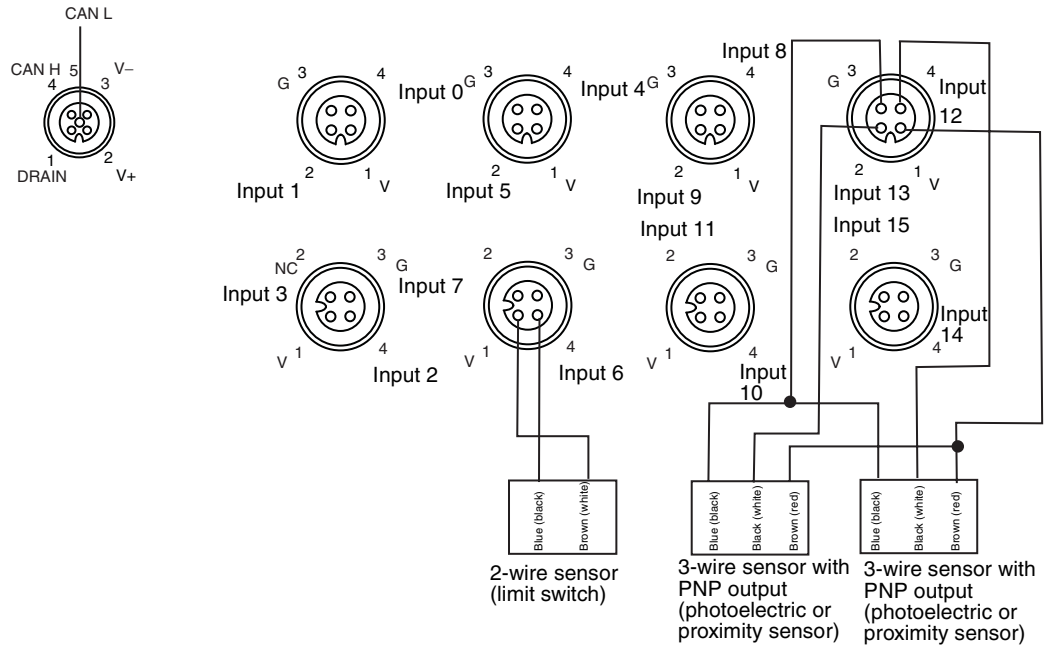 CAN L
CAN H 5 V–
4 3
1 2
DRAIN V+
G 3 4
Input 0
2 1
Input 1 V
G 3 4
Input 4
2 1
Input 5 V
G 3 4
2 1
Input 9 V
Input 8
G 3 4
Input
12
2 1
Input 13 V
NC 2 3 G
Input 3
V 1 4
Input 2
Input 7
2 3 G
V 1 4
Input 6
Input 11
2 3 G
V 1 4
Input
10
Input 15
2 3 G
Input
14
V 1 4
Blue (black)
Brown (white)
2-wire sensor
(limit switch)
Blue (black)
Black (white)
Brown (red)
3-wire sensor with
PNP output
(photoelectric or
proximity sensor)
Blue (black)
Black (white)
Brown (red)
3-wire sensor with
PNP output
(photoelectric or
proximity sensor)